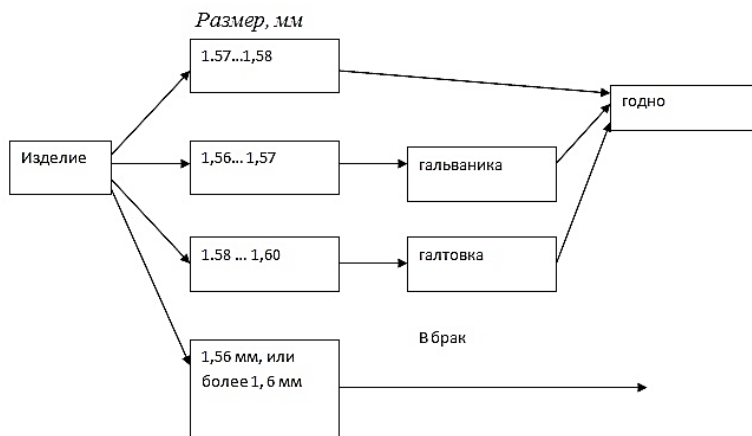 Размер, мм
1.57...1,58
годно
Изделие
1,56... 1,57
гальваника
1.58 ... 1,60
галтовка
В брак
1,56 мм, или
более 1, 6 мм